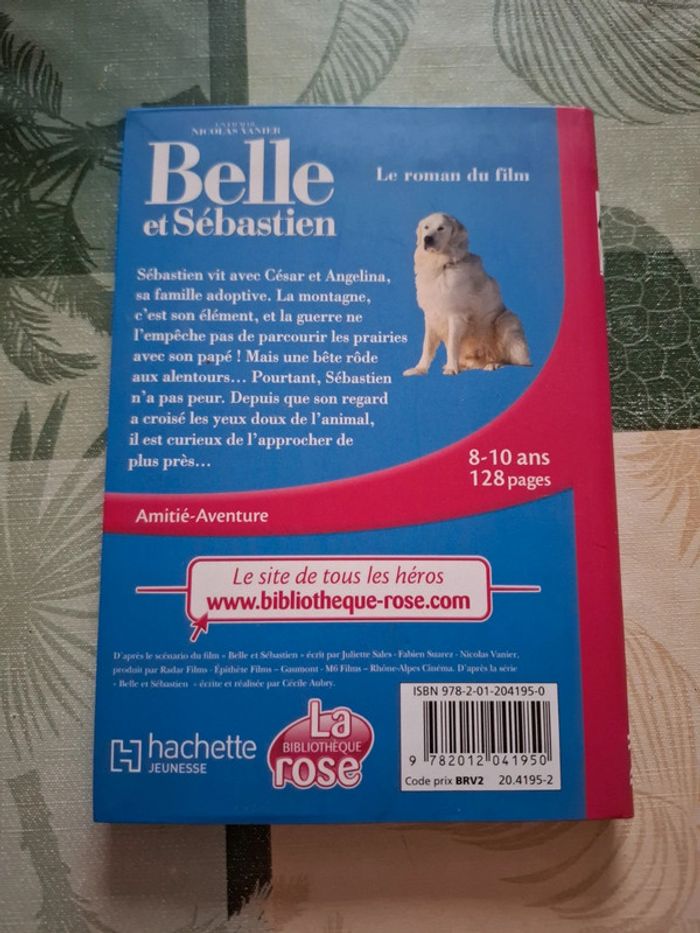 UN FILM DE
NICOLAS VANIER
Belle
et Sébastien
Le roman du film
Sébastien vit avec César et Angelina,
sa famille adoptive. La montagne,
c'est son élément, et la guerre ne
l'empêche pas de parcourir les prairies
avec son papé ! Mais une bête rôde
aux alentours... Pourtant, Sébastien
n'a pas peur. Depuis que son regard
a croisé les yeux doux de l'animal,
il est curieux de l'approcher de
plus près...
8-10 ans
128 pages
Amitié-Aventure
Le site de tous les héros
www.bibliotheque-rose.com
D'après le scénario du film « Belle et Sébastien » écrit par Juliette Sales - Fabien Suarez - Nicolas Vanier,
produit par Radar Films - Épithète Films – Gaumont - M6 Films – Rhône-Alpes Cinéma. D'après la série
« Belle et Sébastien » écrite et réalisée par Cécile Aubry.
hachette
JEUNESSE
La
BIBLIOTHÈQUE
rose
ISBN 978-2-01-204195-0
9 782012 041950
Code prix BRV2 20.4195-2